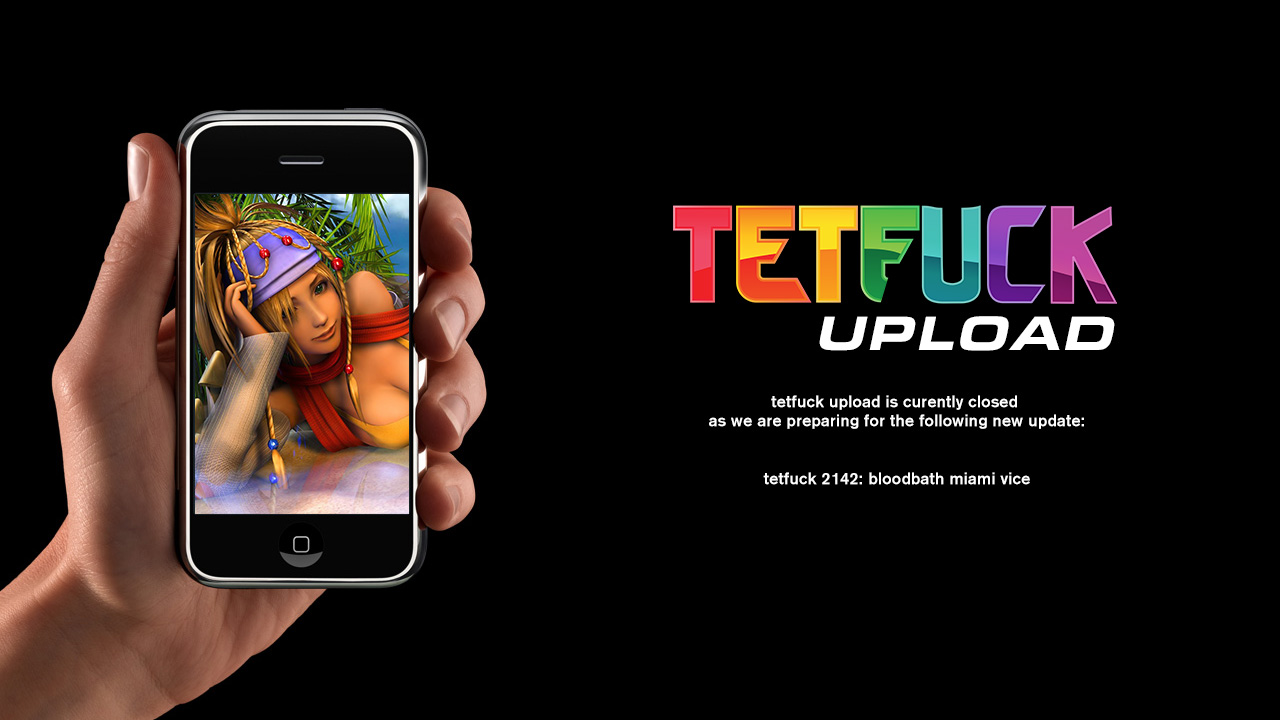 TETFUCK
UPLOAD
tetfuck upload is curently closed
as we are preparing for the following new update:
tetfuck 2142: bloodbath miami vice